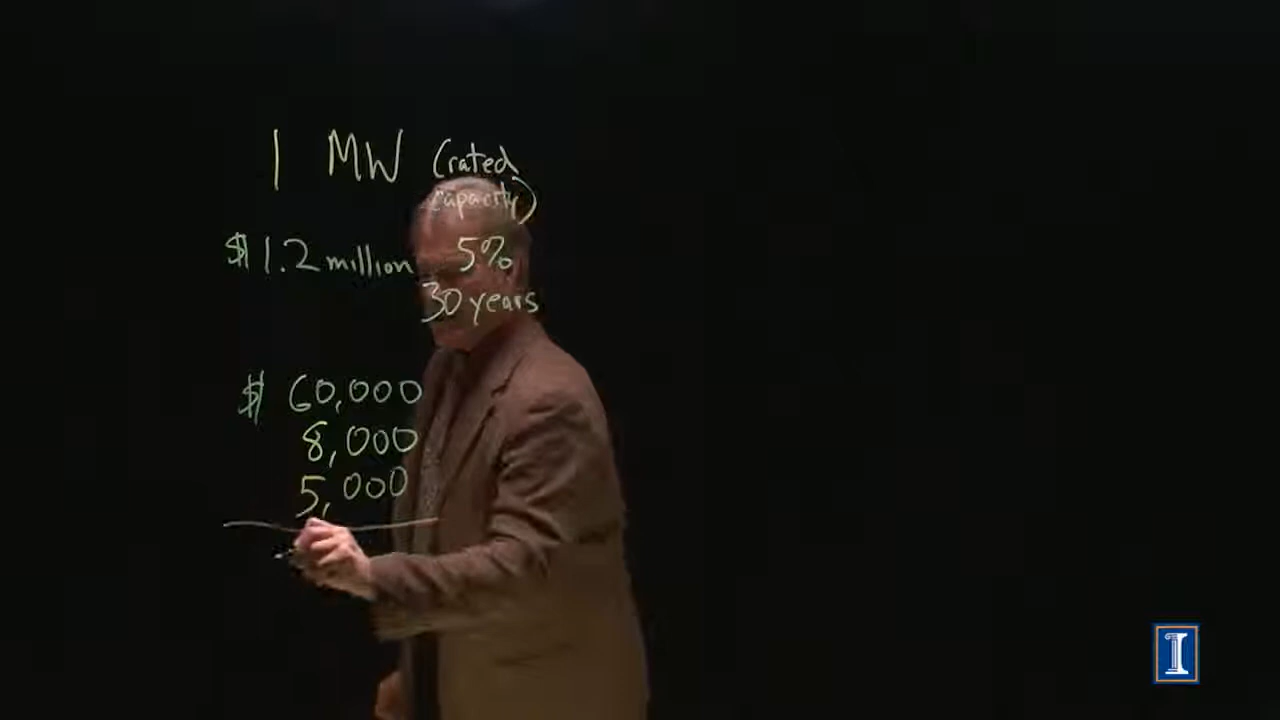 1 MW (rated
capacity)
$1.2 million 5%
30 years
$ 60,000
8,000
5,000
I